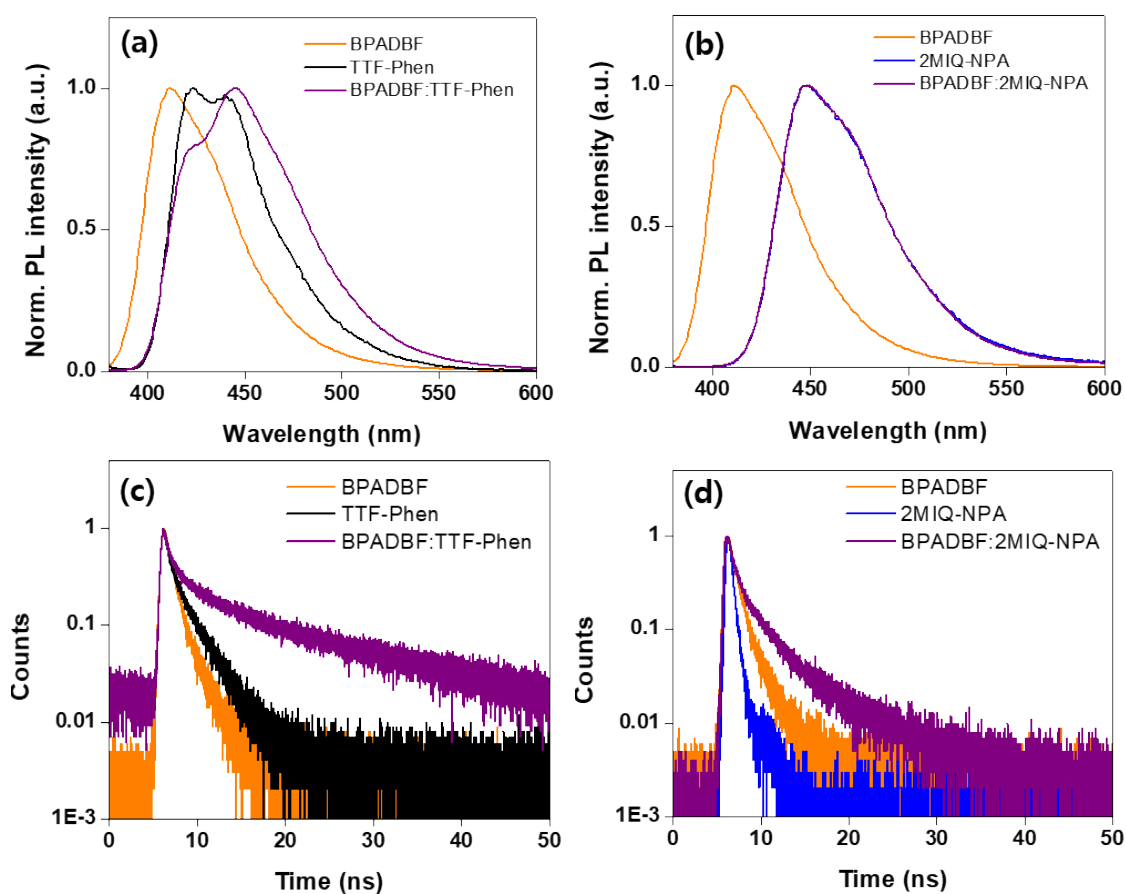 (a)
BPADBF
TTF-Phen
BPADBF:TTF-Phen
Norm. PL intensity (a.u.)
1.0
0.5
0.0
400 450 500 550 600
Wavelength (nm)
(b)
BPADBF
2MIQ-NPA
BPADBF:2MIQ-NPA
Norm. PL intensity (a.u.)
1.0
0.5
0.0
400 450 500 550 600
Wavelength (nm)
(c)
BPADBF
TTF-Phen
BPADBF:TTF-Phen
Counts
1
0.1
0.01
1E-3
0 10 20 30 40 50
Time (ns)
(d)
BPADBF
2MIQ-NPA
BPADBF:2MIQ-NPA
Counts
1
0.1
0.01
1E-3
0 10 20 30 40 50
Time (ns)